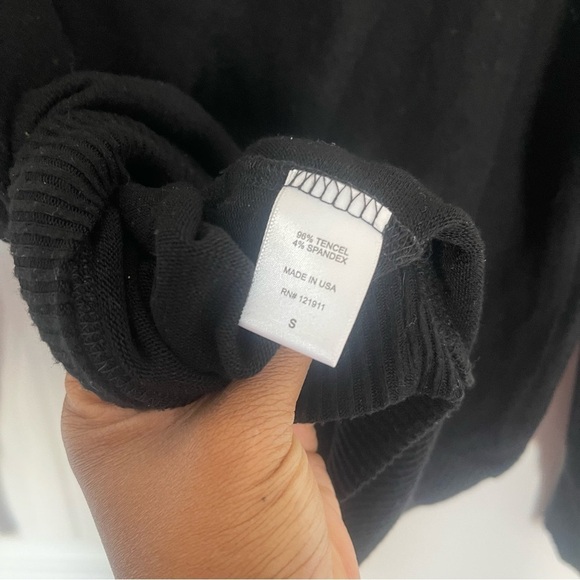 96% TENCEL
4% SPANDEX
MADE IN USA
RN# 121911
S